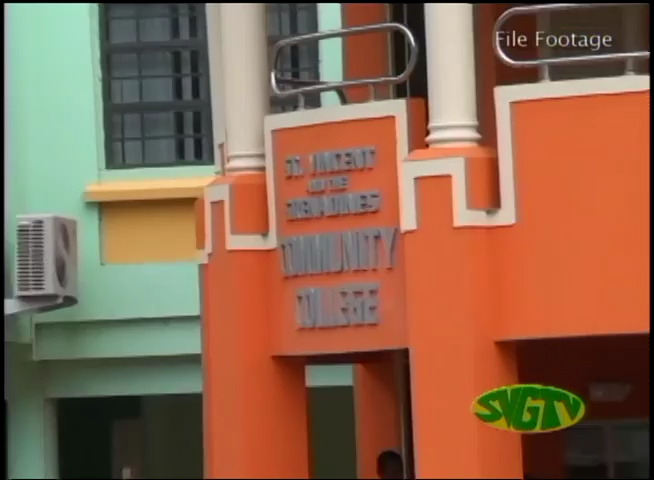 File Footage
ST. VINCENT
AND THE
GRENADINES
COMMUNITY
COLLEGE
SVGTV